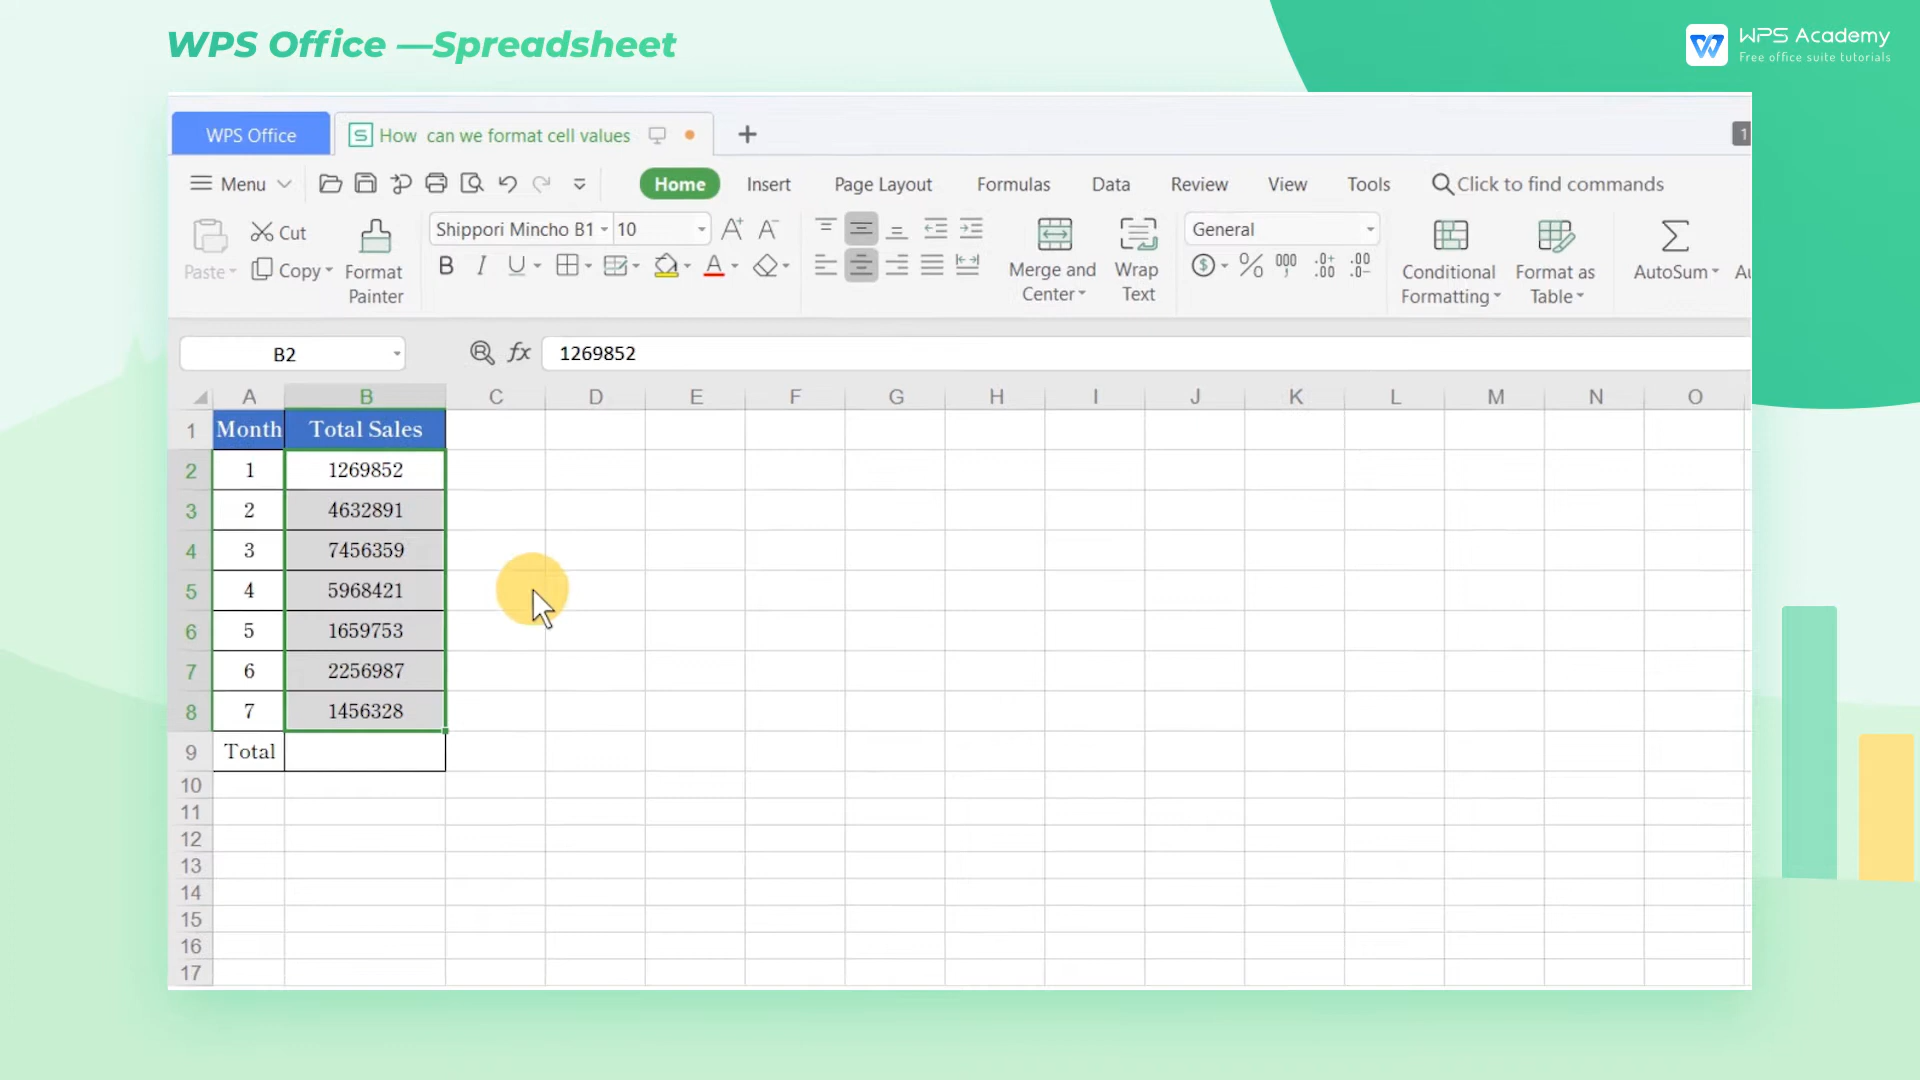 WPS Office —Spreadsheet
WPS Academy
Free office suite tutorials
WPS Office
How can we format cell values
1
Menu
Home
Insert
Page Layout
Formulas
Data
Review
View
Tools
Click to find commands
Paste
Cut
Copy
Format
Painter
Shippori Mincho B1
10
Merge and
Center
Wrap
Text
General
Conditional
Formatting
Format as
Table
AutoSum
B2
fx
1269852
A B C D E F G H I J K L M N O
1 Month Total Sales
2 1 1269852
3 2 4632891
4 3 7456359
5 4 5968421
6 5 1659753
7 6 2256987
8 7 1456328
9 Total
10
11
12
13
14
15
16
17